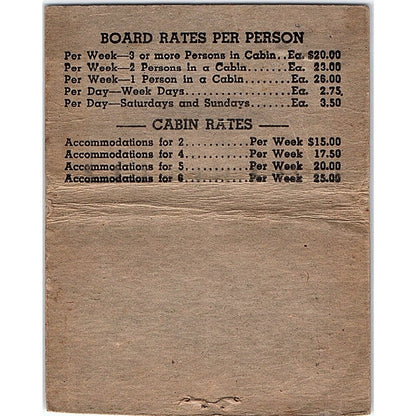 BOARD RATES PER PERSON
Per Week—3 or more Persons in Cabin..Ea. $20.00
Per Week—2 Persons in a Cabin......Ea. 23.00
Per Week—1 Person in a Cabin.......Ea. 26.00
Per Day—Week Days..................Ea. 2.75
Per Day—Saturdays and Sundays......Ea. 3.50
— CABIN RATES —
Accommodations for 2..........Per Week $15.00
Accommodations for 4..........Per Week 17.50
Accommodations for 5..........Per Week 20.00
Accommodations for 6..........Per Week 25.00